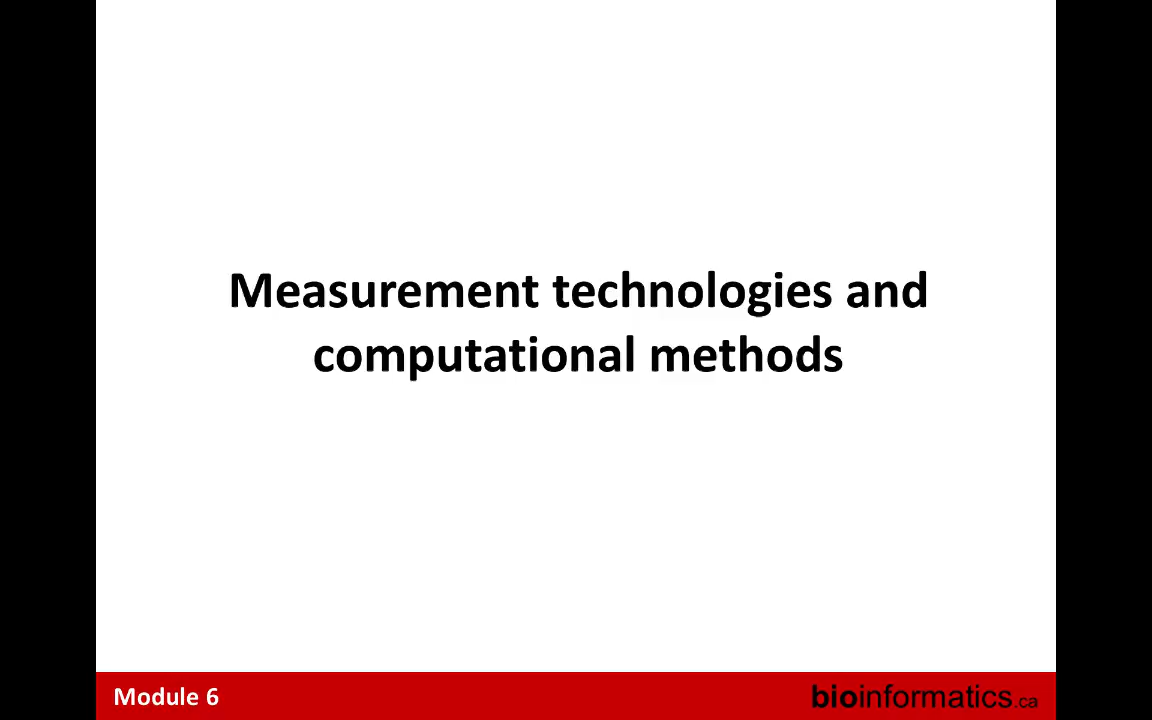 Measurement technologies and
computational methods
Module 6
bioinformatics.ca